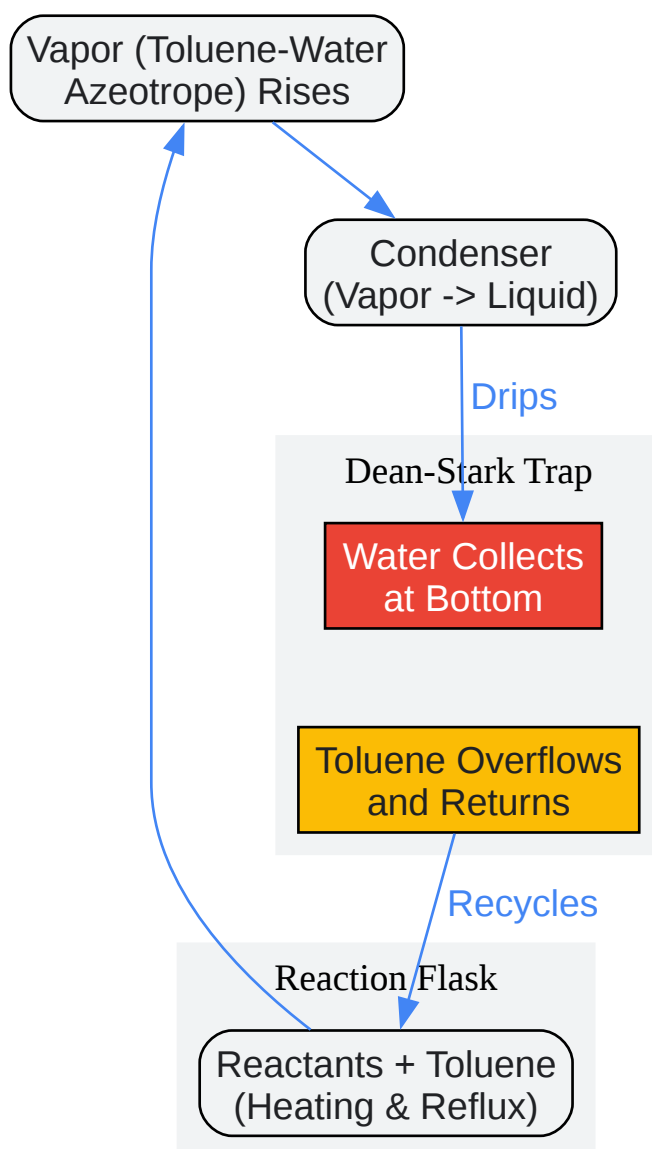 Vapor (Toluene-Water
Azeotrope) Rises
Condenser
(Vapor -> Liquid)
Drips
Dean-Stark Trap
Water Collects
at Bottom
Toluene Overflows
and Returns
Recycles
Reaction Flask
Reactants + Toluene
(Heating & Reflux)